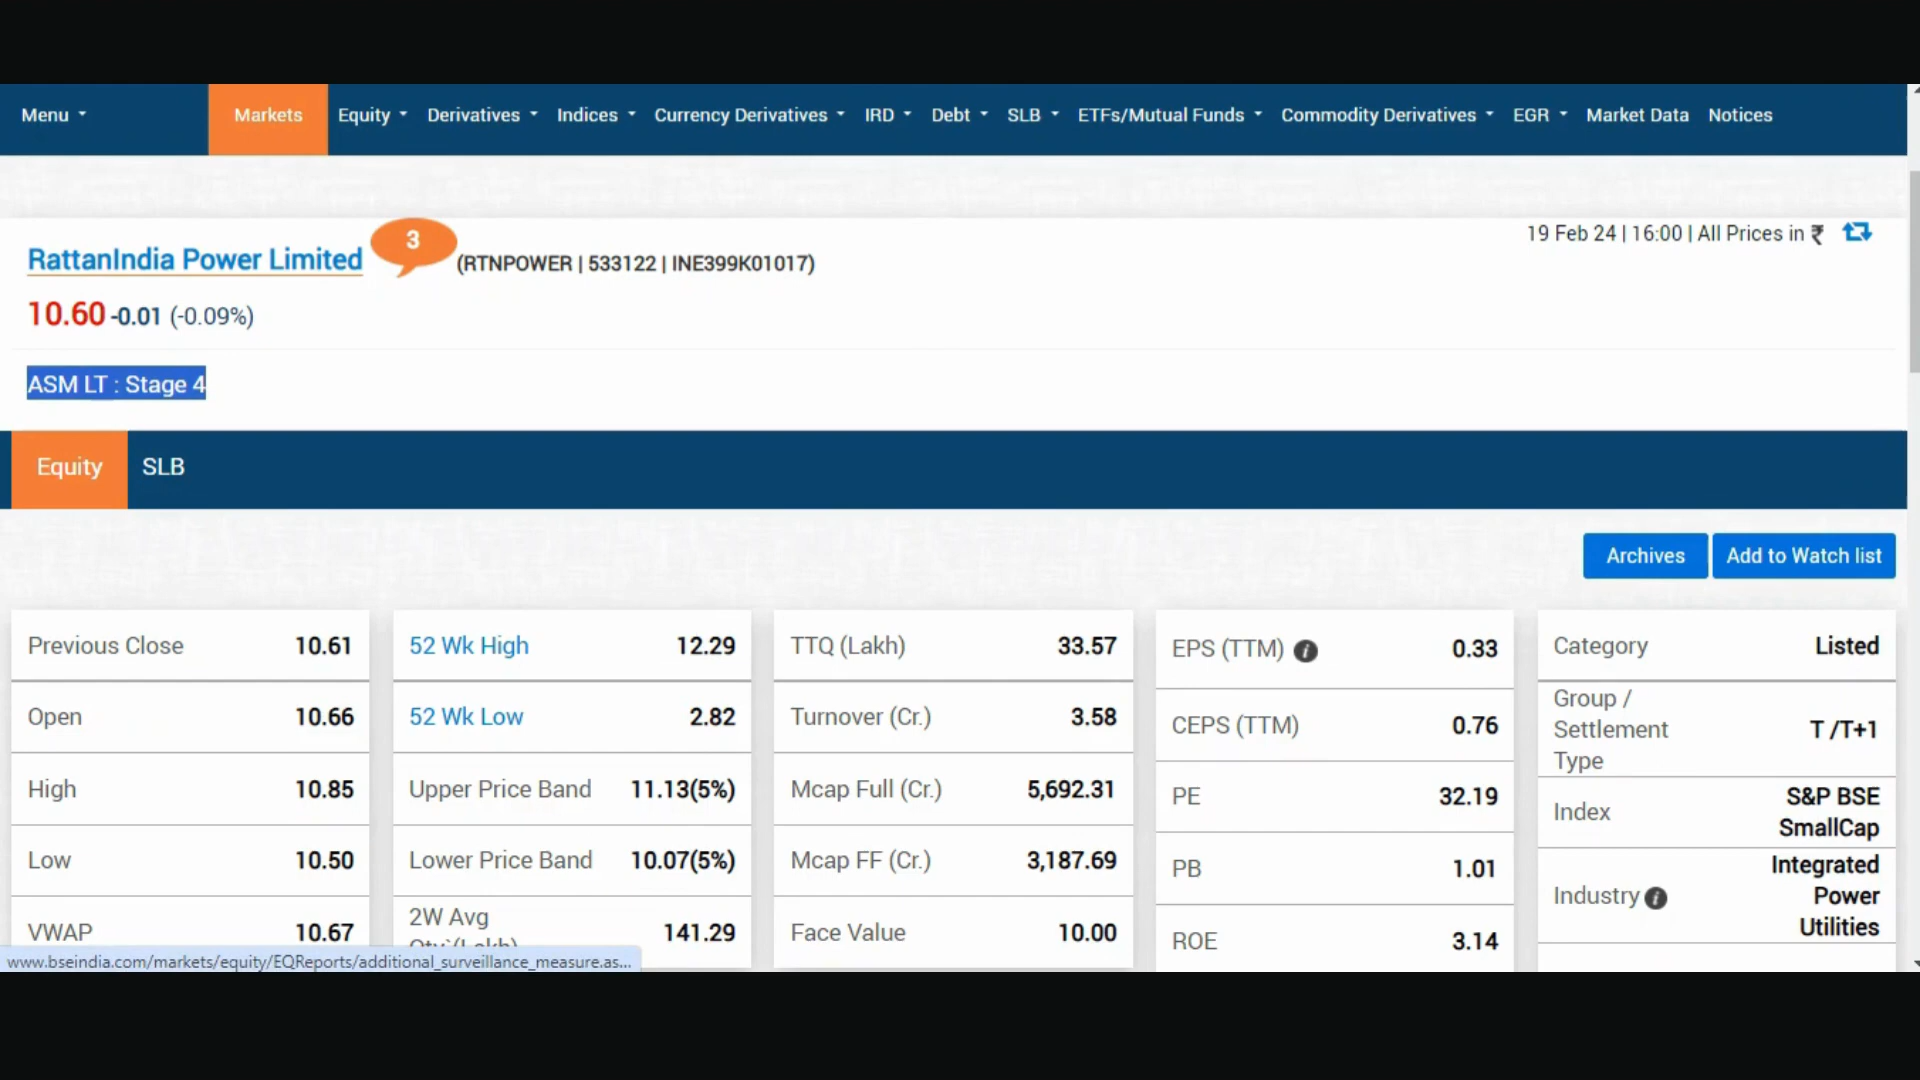 Menu
Markets
Equity
Derivatives
Indices
Currency Derivatives
IRD
Debt
SLB
ETFs/Mutual Funds
Commodity Derivatives
EGR
Market Data
Notices
19 Feb 24 | 16:00 | All Prices in ₹
RattanIndia Power Limited
3
(RTNPOWER | 533122 | INE399K01017)
10.60 -0.01 (-0.09%)
ASM LT : Stage 4
Equity
SLB
Archives
Add to Watch list
Previous Close 10.61
Open 10.66
High 10.85
Low 10.50
VWAP 10.67
52 Wk High 12.29
52 Wk Low 2.82
Upper Price Band 11.13(5%)
Lower Price Band 10.07(5%)
2W Avg
Qty (Lakh) 141.29
TTQ (Lakh) 33.57
Turnover (Cr.) 3.58
Mcap Full (Cr.) 5,692.31
Mcap FF (Cr.) 3,187.69
Face Value 10.00
EPS (TTM) 0.33
CEPS (TTM) 0.76
PE 32.19
PB 1.01
ROE 3.14
Category Listed
Group /
Settlement
Type T /T+1
Index S&P BSE
SmallCap
Industry Integrated
Power
Utilities
www.bseindia.com/markets/equity/EQReports/additional_surveillance_measure.as...